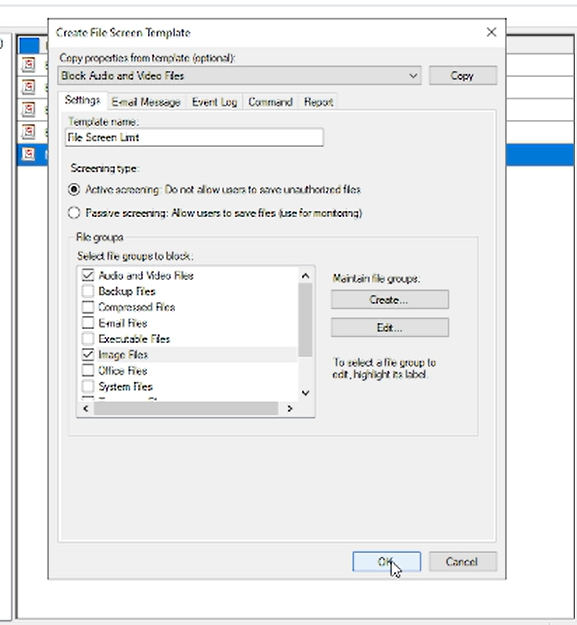 Create File Screen Template
Copy properties from template (optional):
Block Audio and Video Files
Copy
Settings
E-mail Message
Event Log
Command
Report
Template name:
File Screen Limt
Screening type:
Active screening: Do not allow users to save unauthorized files
Passive screening: Allow users to save files (use for monitoring)
File groups
Select file groups to block:
Audio and Video Files
Backup Files
Compressed Files
E-mail Files
Executable Files
Image Files
Office Files
System Files
Maintain file groups:
Create...
Edit...
To select a file group to
edit, highlight its label.
OK
Cancel